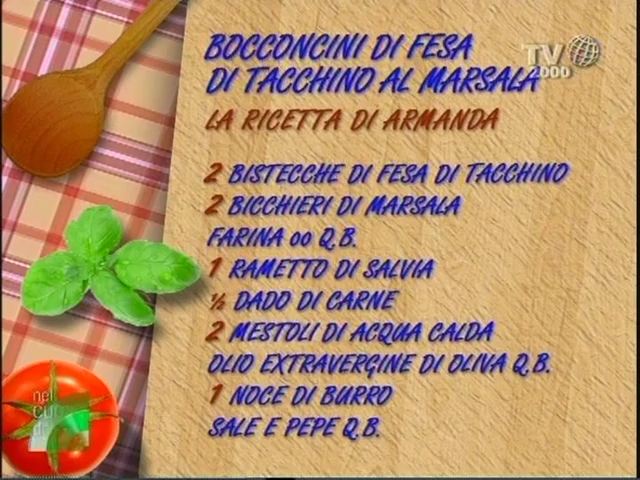 BOCCONCINI DI FESA
DI TACCHINO AL MARSALA
TV
2000
LA RICETTA DI ARMANDA
2 BISTECCHE DI FESA DI TACCHINO
2 BICCHIERI DI MARSALA
FARINA 00 Q.B.
1 RAMETTO DI SALVIA
½ DADO DI CARNE
2 MESTOLI DI ACQUA CALDA
OLIO EXTRAVERGINE DI OLIVA Q.B.
1 NOCE DI BURRO
SALE E PEPE Q.B.